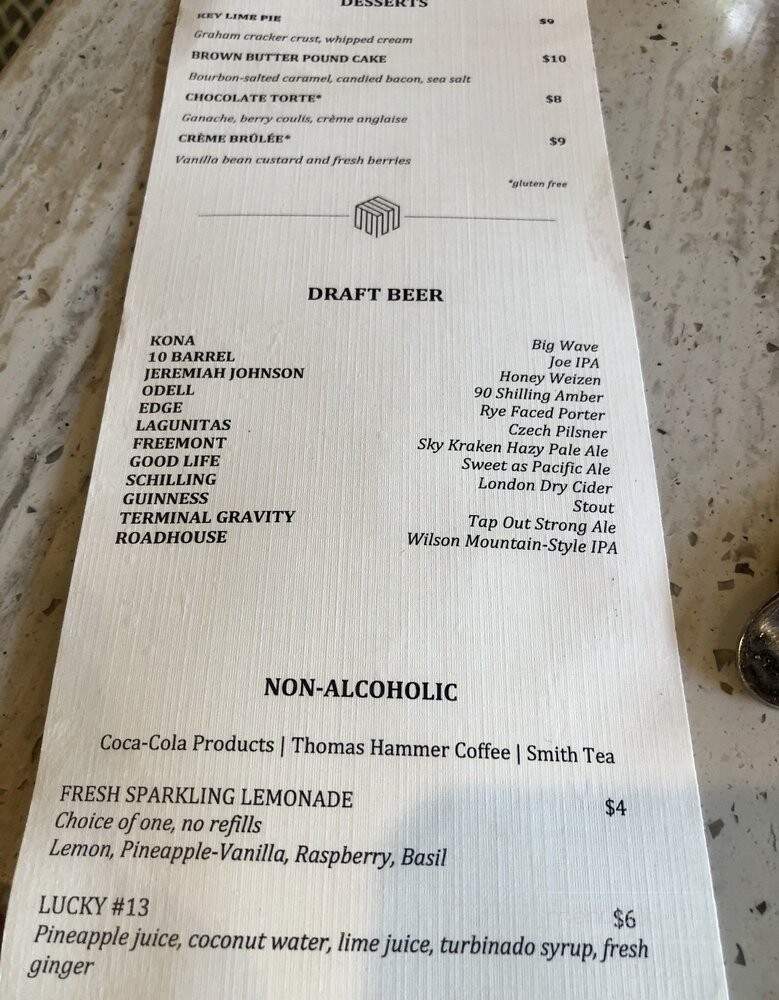 DESSERTS
KEY LIME PIE $9
Graham cracker crust, whipped cream
BROWN BUTTER POUND CAKE $10
Bourbon-salted caramel, candied bacon, sea salt
CHOCOLATE TORTE* $8
Ganache, berry coulis, crème anglaise
CRÈME BRÛLÉE* $9
Vanilla bean custard and fresh berries
*gluten free
DRAFT BEER
KONA Big Wave
10 BARREL Joe IPA
JEREMIAH JOHNSON Honey Weizen
ODELL 90 Shilling Amber
EDGE Rye Faced Porter
LAGUNITAS Czech Pilsner
FREEMONT Sky Kraken Hazy Pale Ale
GOOD LIFE Sweet as Pacific Ale
SCHILLING London Dry Cider
GUINNESS Stout
TERMINAL GRAVITY Tap Out Strong Ale
ROADHOUSE Wilson Mountain-Style IPA
NON-ALCOHOLIC
Coca-Cola Products | Thomas Hammer Coffee | Smith Tea
FRESH SPARKLING LEMONADE $4
Choice of one, no refills
Lemon, Pineapple-Vanilla, Raspberry, Basil
LUCKY #13 $6
Pineapple juice, coconut water, lime juice, turbinado syrup, fresh
ginger